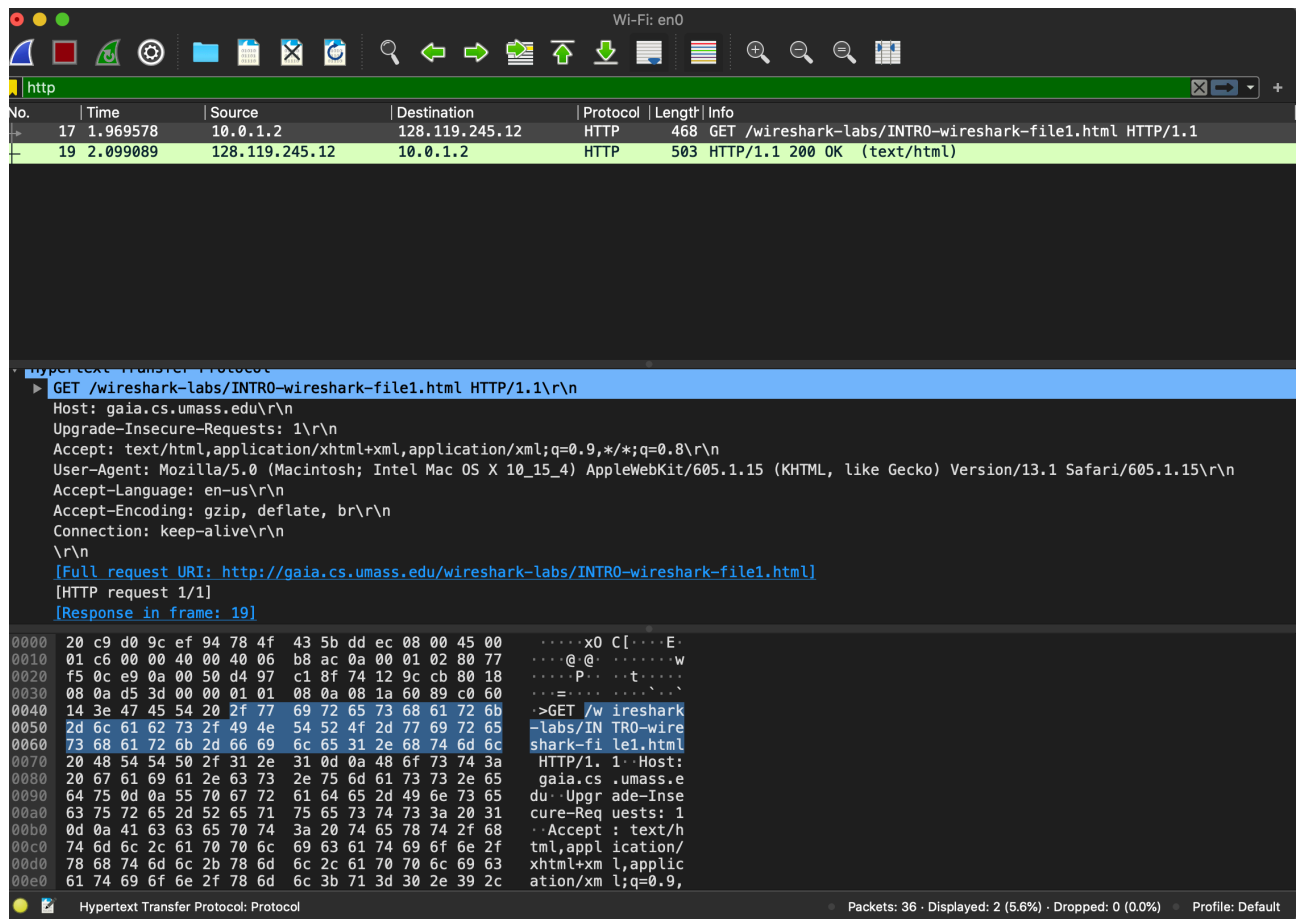 Wi-Fi: en0
http
No. Time Source Destination Protocol Length Info
17 1.969578 10.0.1.2 128.119.245.12 HTTP 468 GET /wireshark-labs/INTRO-wireshark-file1.html HTTP/1.1
19 2.099089 128.119.245.12 10.0.1.2 HTTP 503 HTTP/1.1 200 OK (text/html)
Hypertext Transfer Protocol
GET /wireshark-labs/INTRO-wireshark-file1.html HTTP/1.1\r\n
Host: gaia.cs.umass.edu\r\n
Upgrade-Insecure-Requests: 1\r\n
Accept: text/html,application/xhtml+xml,application/xml;q=0.9,*/*;q=0.8\r\n
User-Agent: Mozilla/5.0 (Macintosh; Intel Mac OS X 10_15_4) AppleWebKit/605.1.15 (KHTML, like Gecko) Version/13.1 Safari/605.1.15\r\n
Accept-Language: en-us\r\n
Accept-Encoding: gzip, deflate, br\r\n
Connection: keep-alive\r\n
\r\n
[Full request URI: http://gaia.cs.umass.edu/wireshark-labs/INTRO-wireshark-file1.html]
[HTTP request 1/1]
[Response in frame: 19]
0000 20 c9 d0 9c ef 94 78 4f 43 5b dd ec 08 00 45 00 ·····xO C[····E·
0010 01 c6 00 00 40 00 40 06 b8 ac 0a 00 01 02 80 77 ····@·@· ·······w
0020 f5 0c e9 0a 00 50 d4 97 c1 8f 74 12 9c cb 80 18 ·····P·· ··t·····
0030 08 0a d5 3d 00 00 01 01 08 0a 08 1a 60 89 c0 60 ···=···· ····`··`
0040 14 3e 47 45 54 20 2f 77 69 72 65 73 68 61 72 6b ·>GET /w ireshark
0050 2d 6c 61 62 73 2f 49 4e 54 52 4f 2d 77 69 72 65 -labs/IN TRO-wire
0060 73 68 61 72 6b 2d 66 69 6c 65 31 2e 68 74 6d 6c shark-fi le1.html
0070 20 48 54 54 50 2f 31 2e 31 0d 0a 48 6f 73 74 3a HTTP/1. 1··Host:
0080 20 67 61 69 61 2e 63 73 2e 75 6d 61 73 73 2e 65 gaia.cs .umass.e
0090 64 75 0d 0a 55 70 67 72 61 64 65 2d 49 6e 73 65 du··Upgr ade-Inse
00a0 63 75 72 65 2d 52 65 71 75 65 73 74 73 3a 20 31 cure-Req uests: 1
00b0 0d 0a 41 63 63 65 70 74 3a 20 74 65 78 74 2f 68 ··Accept : text/h
00c0 74 6d 6c 2c 61 70 70 6c 69 63 61 74 69 6f 6e 2f tml,appl ication/
00d0 78 68 74 6d 6c 2b 78 6d 6c 2c 61 70 70 6c 69 63 xhtml+xm l,applic
00e0 61 74 69 6f 6e 2f 78 6d 6c 3b 71 3d 30 2e 39 2c ation/xm l;q=0.9,
Hypertext Transfer Protocol: Protocol Packets: 36 · Displayed: 2 (5.6%) · Dropped: 0 (0.0%) Profile: Default